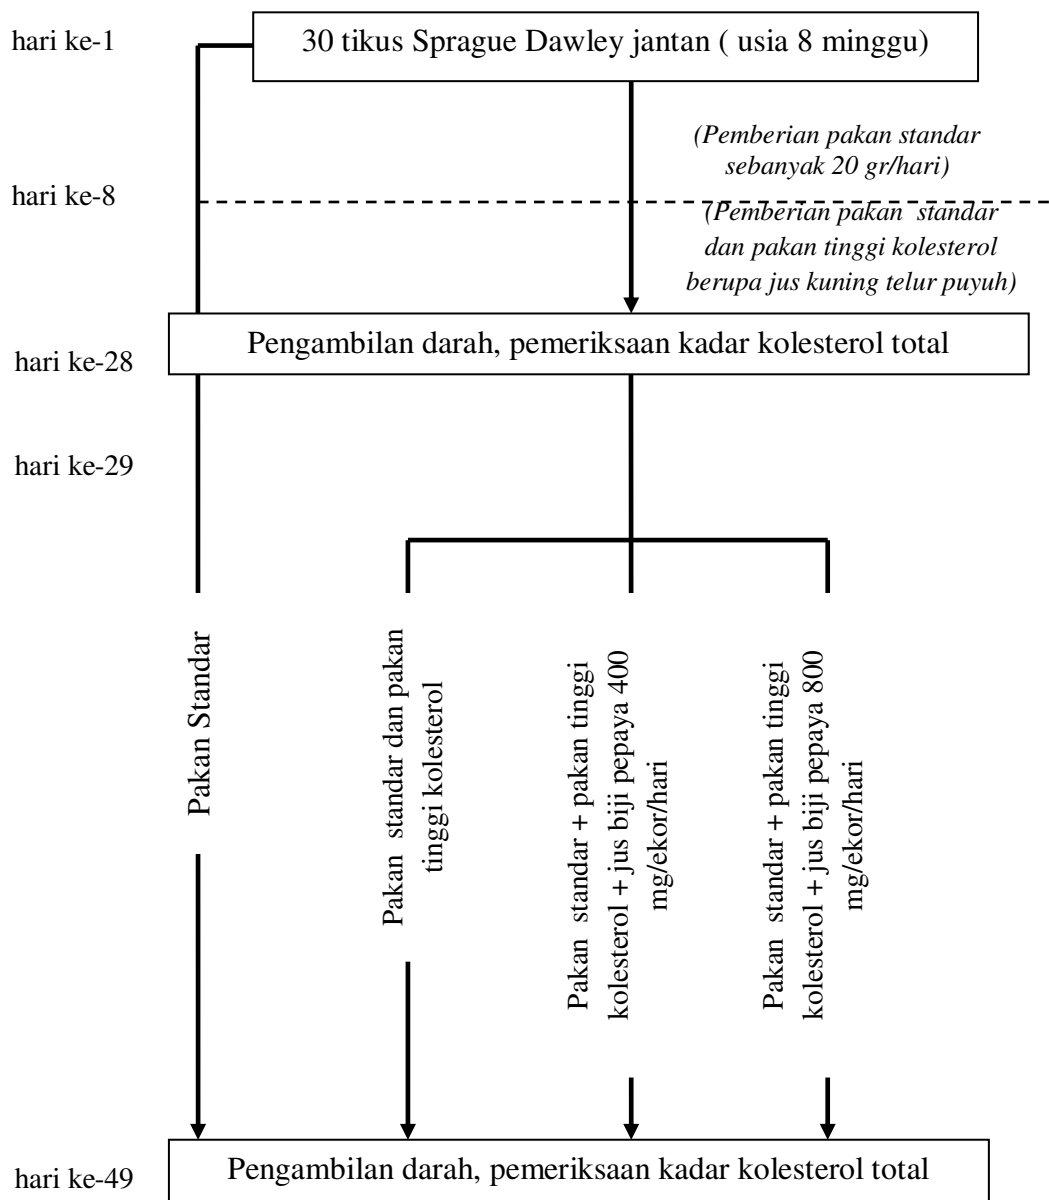 hari ke-1
30 tikus Sprague Dawley jantan ( usia 8 minggu)
(Pemberian pakan standar
sebanyak 20 gr/hari)
hari ke-8
(Pemberian pakan standar
dan pakan tinggi kolesterol
berupa jus kuning telur puyuh)
Pengambilan darah, pemeriksaan kadar kolesterol total
hari ke-28
hari ke-29
Pakan Standar
Pakan standar dan pakan
tinggi kolesterol
Pakan standar + pakan tinggi
kolesterol + jus biji pepaya 400
mg/ekor/hari
Pakan standar + pakan tinggi
kolesterol + jus biji pepaya 800
mg/ekor/hari
Pengambilan darah, pemeriksaan kadar kolesterol total
hari ke-49